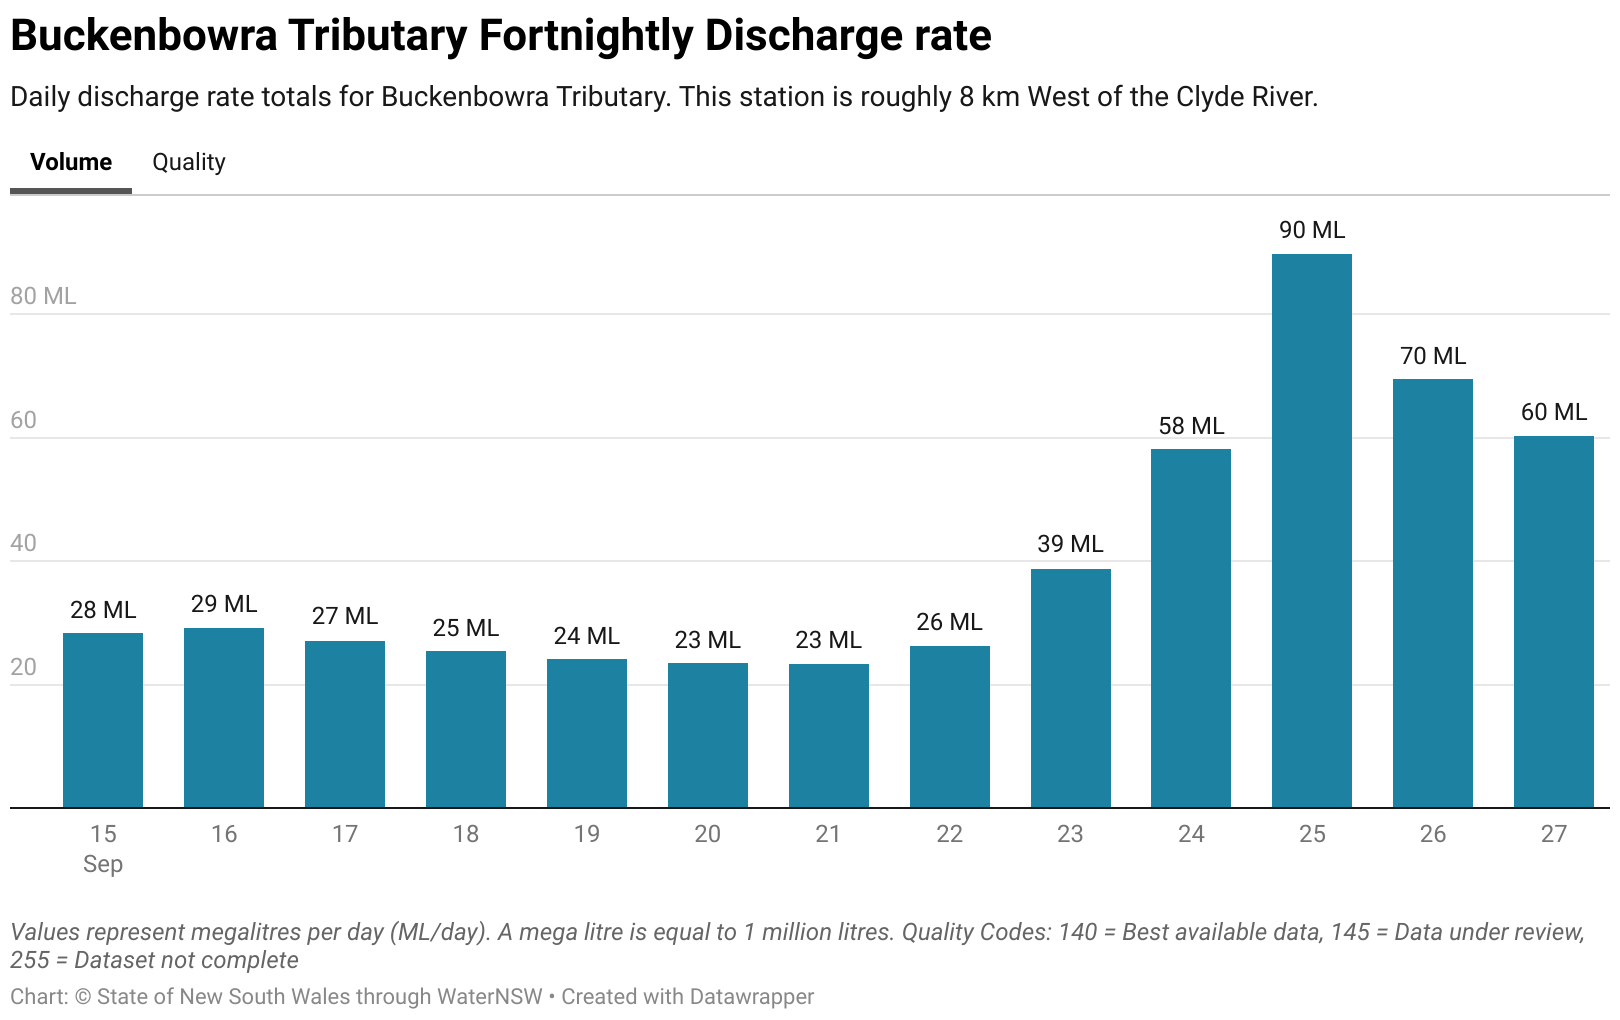 Buckenbowra Tributary Fortnightly Discharge rate
Daily discharge rate totals for Buckenbowra Tributary. This station is roughly 8 km West of the Clyde River.
Volume Quality
90 ML
80 ML
70 ML
60 ML
60
58 ML
40
39 ML
28 ML 29 ML 27 ML 25 ML 24 ML 23 ML 23 ML 26 ML
20
15 16 17 18 19 20 21 22 23 24 25 26 27
Sep
Values represent megalitres per day (ML/day). A mega litre is equal to 1 million litres. Quality Codes: 140 = Best available data, 145 = Data under review,
255 = Dataset not complete
Chart: © State of New South Wales through WaterNSW • Created with Datawrapper